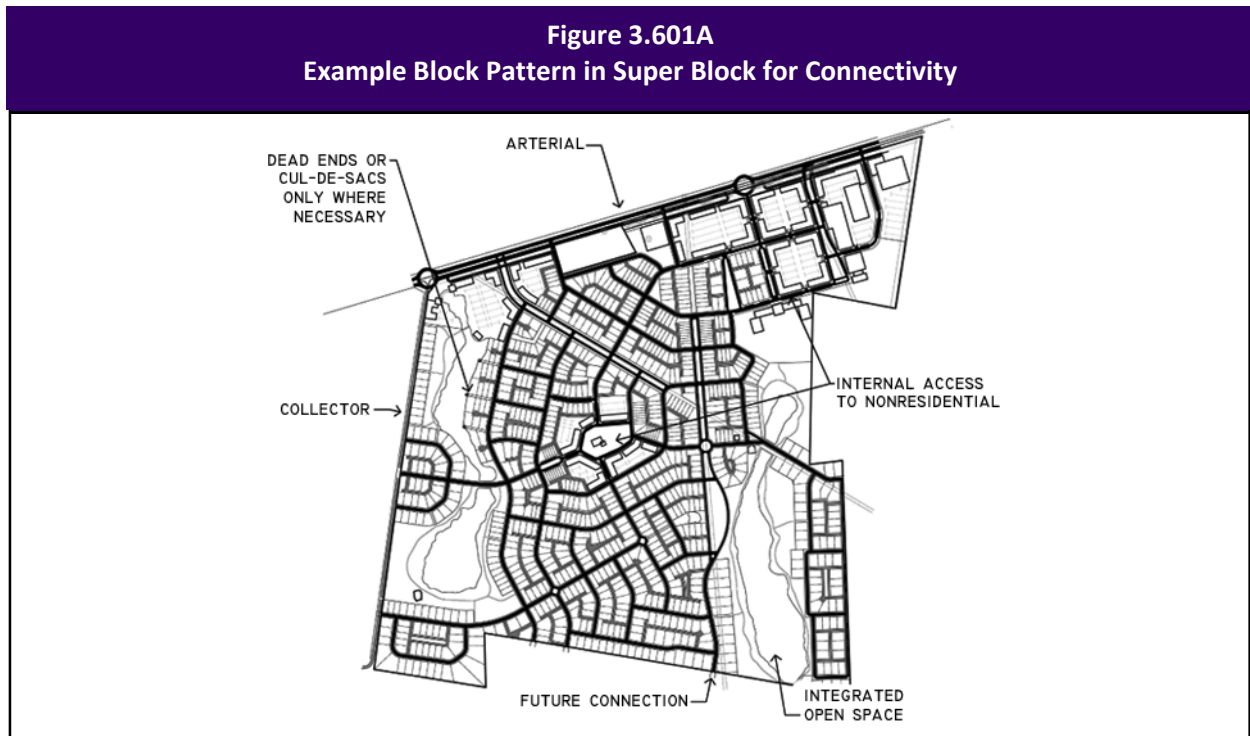 Figure 3.601A
Example Block Pattern in Super Block for Connectivity
ARTERIAL
DEAD ENDS OR
CUL-DE-SACS
ONLY WHERE
NECESSARY
COLLECTOR
INTERNAL ACCESS
TO NONRESIDENTIAL
FUTURE CONNECTION
INTEGRATED
OPEN SPACE